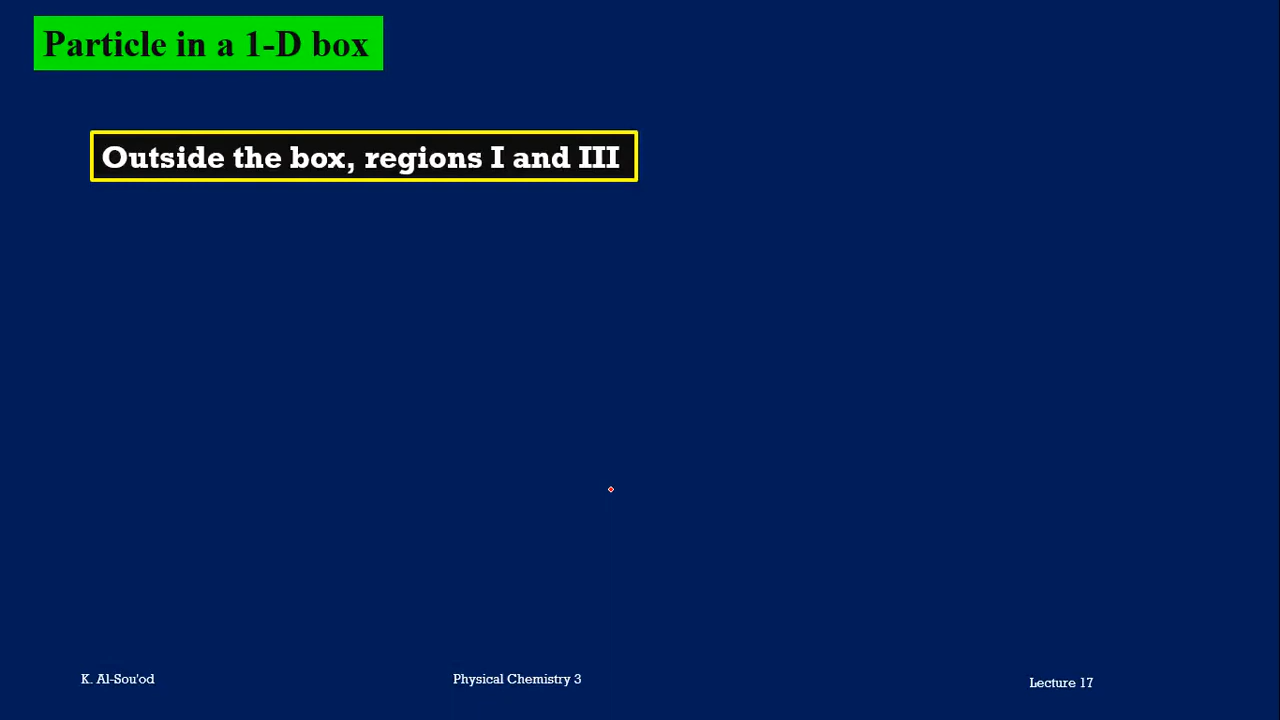 Particle in a 1-D box
Outside the box, regions I and III
K. Al-Sou'od
Physical Chemistry 3
Lecture 17